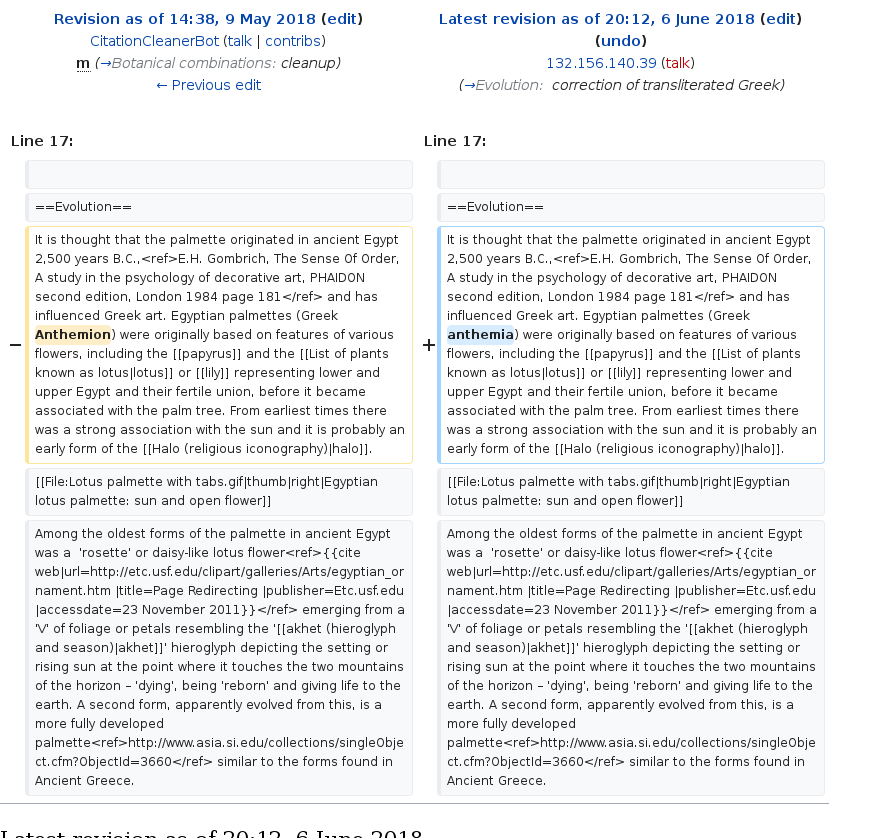 Revision as of 14:38, 9 May 2018 (edit)
CitationCleanerBot (talk | contribs)
m (→Botanical combinations: cleanup)
← Previous edit
Latest revision as of 20:12, 6 June 2018 (edit)
(undo)
132.156.140.39 (talk)
(→Evolution: correction of transliterated Greek)
Line 17:
Line 17:
==Evolution==
==Evolution==
−
It is thought that the palmette originated in ancient Egypt
2,500 years B.C.,<ref>E.H. Gombrich, The Sense Of Order,
A study in the psychology of decorative art, PHAIDON
second edition, London 1984 page 181</ref> and has
influenced Greek art. Egyptian palmettes (Greek
Anthemion) were originally based on features of various
flowers, including the [[papyrus]] and the [[List of plants
known as lotus|lotus]] or [[lily]] representing lower and
upper Egypt and their fertile union, before it became
associated with the palm tree. From earliest times there
was a strong association with the sun and it is probably an
early form of the [[Halo (religious iconography)|halo]].
+
It is thought that the palmette originated in ancient Egypt
2,500 years B.C.,<ref>E.H. Gombrich, The Sense Of Order,
A study in the psychology of decorative art, PHAIDON
second edition, London 1984 page 181</ref> and has
influenced Greek art. Egyptian palmettes (Greek
anthemia) were originally based on features of various
flowers, including the [[papyrus]] and the [[List of plants
known as lotus|lotus]] or [[lily]] representing lower and
upper Egypt and their fertile union, before it became
associated with the palm tree. From earliest times there
was a strong association with the sun and it is probably an
early form of the [[Halo (religious iconography)|halo]].
[[File:Lotus palmette with tabs.gif|thumb|right|Egyptian
lotus palmette: sun and open flower]]
[[File:Lotus palmette with tabs.gif|thumb|right|Egyptian
lotus palmette: sun and open flower]]
Among the oldest forms of the palmette in ancient Egypt
was a  'rosette' or daisy-like lotus flower<ref>{{cite
web|url=http://etc.usf.edu/clipart/galleries/Arts/egyptian_or
nament.htm |title=Page Redirecting |publisher=Etc.usf.edu
|accessdate=23 November 2011}}</ref> emerging from a
'V' of foliage or petals resembling the '[[akhet (hieroglyph
and season)|akhet]]' hieroglyph depicting the setting or
rising sun at the point where it touches the two mountains
of the horizon – 'dying', being 'reborn' and giving life to the
earth. A second form, apparently evolved from this, is a
more fully developed
palmette<ref>http://www.asia.si.edu/collections/singleObje
ct.cfm?ObjectId=3660</ref> similar to the forms found in
Ancient Greece.
Among the oldest forms of the palmette in ancient Egypt
was a  'rosette' or daisy-like lotus flower<ref>{{cite
web|url=http://etc.usf.edu/clipart/galleries/Arts/egyptian_or
nament.htm |title=Page Redirecting |publisher=Etc.usf.edu
|accessdate=23 November 2011}}</ref> emerging from a
'V' of foliage or petals resembling the '[[akhet (hieroglyph
and season)|akhet]]' hieroglyph depicting the setting or
rising sun at the point where it touches the two mountains
of the horizon – 'dying', being 'reborn' and giving life to the
earth. A second form, apparently evolved from this, is a
more fully developed
palmette<ref>http://www.asia.si.edu/collections/singleObje
ct.cfm?ObjectId=3660</ref> similar to the forms found in
Ancient Greece.
Latest revision as of 20:12, 6 June 2018